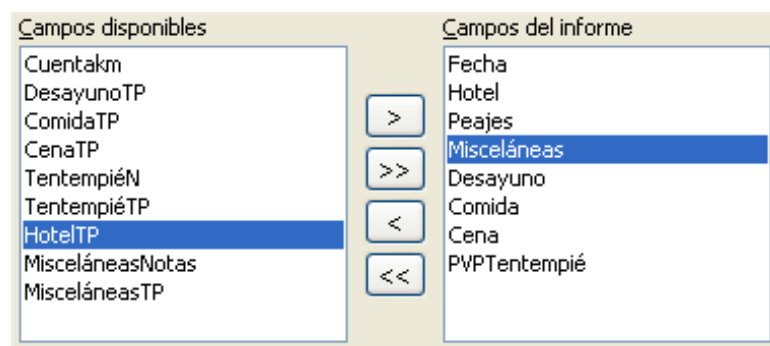 Campos disponibles
Cuentakm
DesayunoTP
ComidaTP
CenaTP
TentempiéN
TentempiéTP
HotelTP
MisceláneasNotas
MisceláneasTP
>
>>
<
<<
Campos del informe
Fecha
Hotel
Peajes
Misceláneas
Desayuno
Comida
Cena
PVPTentempié